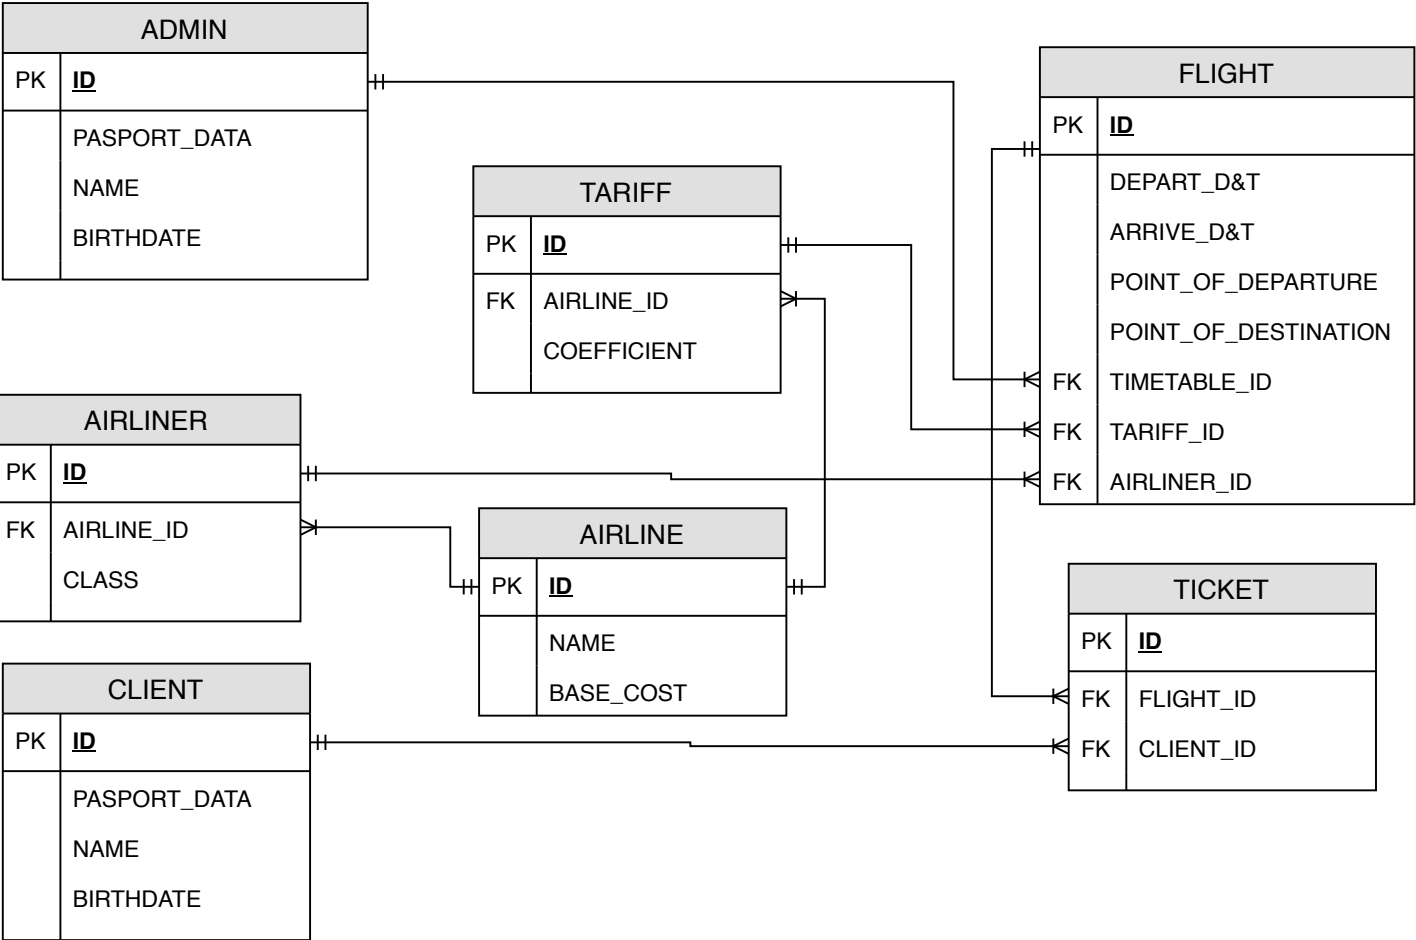 ADMIN
PK ID
PASPORT_DATA
NAME
BIRTHDATE
TARIFF
PK ID
FK AIRLINE_ID
COEFFICIENT
FLIGHT
PK ID
DEPART_D&T
ARRIVE_D&T
POINT_OF_DEPARTURE
POINT_OF_DESTINATION
FK TIMETABLE_ID
FK TARIFF_ID
FK AIRLINER_ID
AIRLINER
PK ID
FK AIRLINE_ID
CLASS
AIRLINE
PK ID
NAME
BASE_COST
TICKET
PK ID
FK FLIGHT_ID
FK CLIENT_ID
CLIENT
PK ID
PASPORT_DATA
NAME
BIRTHDATE